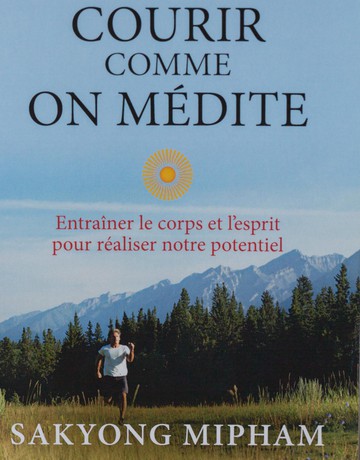 COURIR
COMME
ON MÉDITE
Entraîner le corps et l'esprit
pour réaliser notre potentiel
SAKYONG MIPHAM